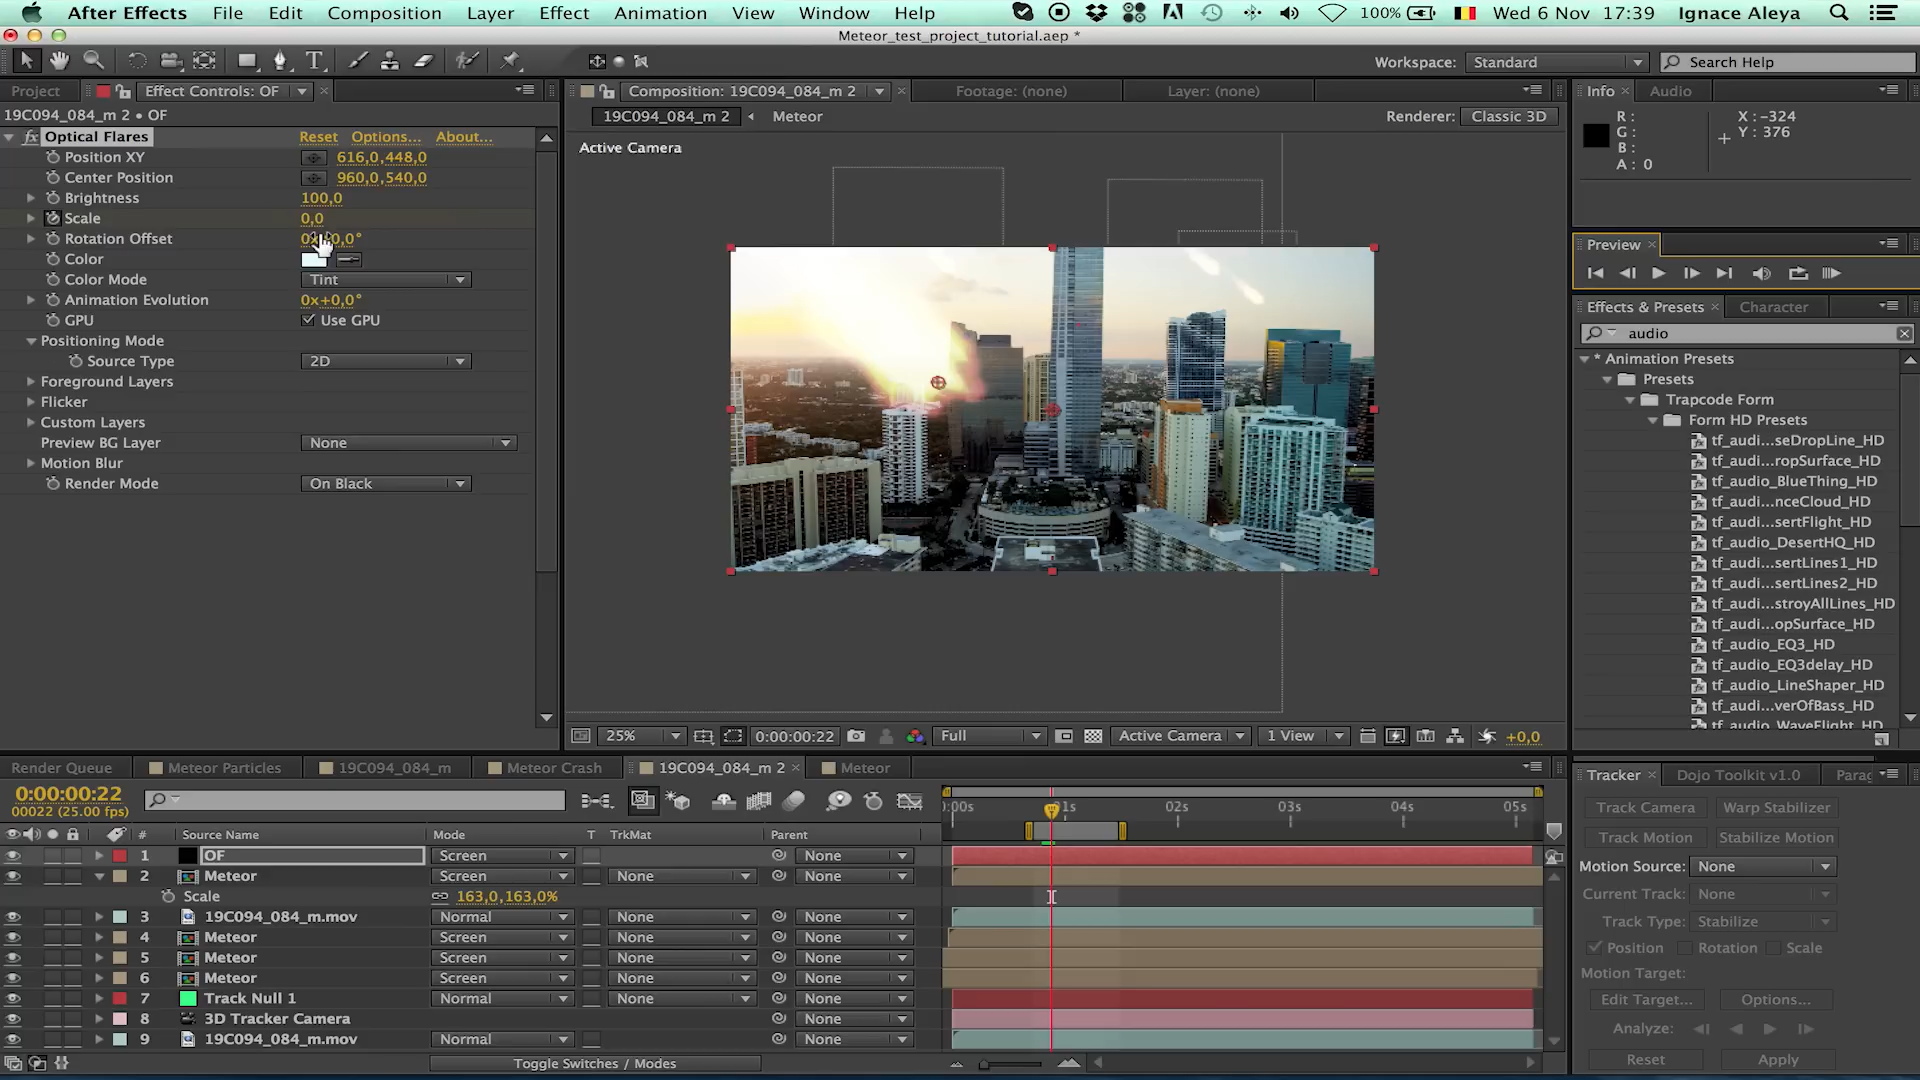 After Effects File Edit Composition Layer Effect Animation View Window Help 100% Wed 6 Nov 17:39 Ignace Aleya
Meteor_test_project_tutorial.aep *
Workspace: Standard Search Help
Project Effect Controls: OF Composition: 19C094_084_m 2 Footage: (none) Layer: (none) Info Audio
19C094_084_m 2 • OF 19C094_084_m 2 Meteor Renderer: Classic 3D
R: X: -324
G: Y: 376
B:
A: 0
Optical Flares Reset Options... About...
Active Camera
Position XY 616,0,448,0
Center Position 960,0,540,0
Brightness 100,0
Scale 0,0
Rotation Offset
Color
Color Mode Tint
Animation Evolution 0x+0,0°
GPU Use GPU
Positioning Mode
Source Type 2D
Foreground Layers
Flicker
Custom Layers
Preview BG Layer None
Motion Blur
Render Mode On Black
Preview
Effects & Presets Character
audio
* Animation Presets
Presets
Trapcode Form
Form HD Presets
tf_audi...seDropLine_HD
tf_audi...ropSurface_HD
tf_audio_BlueThing_HD
tf_audi...nceCloud_HD
tf_audi...sertFlight_HD
tf_audio_DesertHQ_HD
tf_audi...sertLines1_HD
tf_audi...sertLines2_HD
tf_audi...stroyAllLines_HD
tf_audi...opSurface_HD
tf_audio_EQ3_HD
tf_audio_EQ3delay_HD
tf_audio_LineShaper_HD
tf_audi...verOfBass_HD
tf_audio_WaveFlight_HD
25% 0:00:00:22 Full Active Camera 1 View +0,0
Render Queue Meteor Particles 19C094_084_m Meteor Crash 19C094_084_m 2 Meteor
0:00:00:22
00022 (25.00 fps)
:00s 01s 02s 03s 04s 05s
# Source Name Mode T TrkMat Parent
1 OF Screen None
2 Meteor Screen None None
Scale 163,0,163,0%
3 19C094_084_m.mov Normal None None
4 Meteor Screen None None
5 Meteor Screen None None
6 Meteor Screen None None
7 Track Null 1 Normal None None
8 3D Tracker Camera None
9 19C094_084_m.mov Normal None None
Toggle Switches / Modes
Tracker Dojo Toolkit v1.0 Parag
Track Camera Warp Stabilizer
Track Motion Stabilize Motion
Motion Source: None
Current Track: None
Track Type: Stabilize
Position Rotation Scale
Motion Target:
Edit Target... Options...
Analyze:
Reset Apply